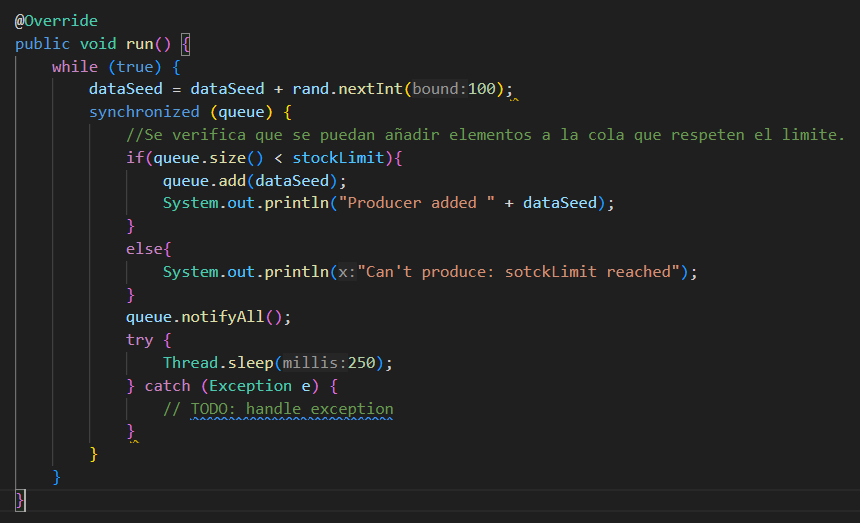 @Override
public void run() {
while (true) {
dataSeed = dataSeed + rand.nextInt(bound:100);
synchronized (queue) {
//Se verifica que se puedan añadir elementos a la cola que respeten el limite.
if(queue.size() < stockLimit){
queue.add(dataSeed);
System.out.println("Producer added " + dataSeed);
}
else{
System.out.println(x:"Can't produce: sotckLimit reached");
}
queue.notifyAll();
try {
Thread.sleep(millis:250);
} catch (Exception e) {
// TODO: handle exception
}
}
}
}